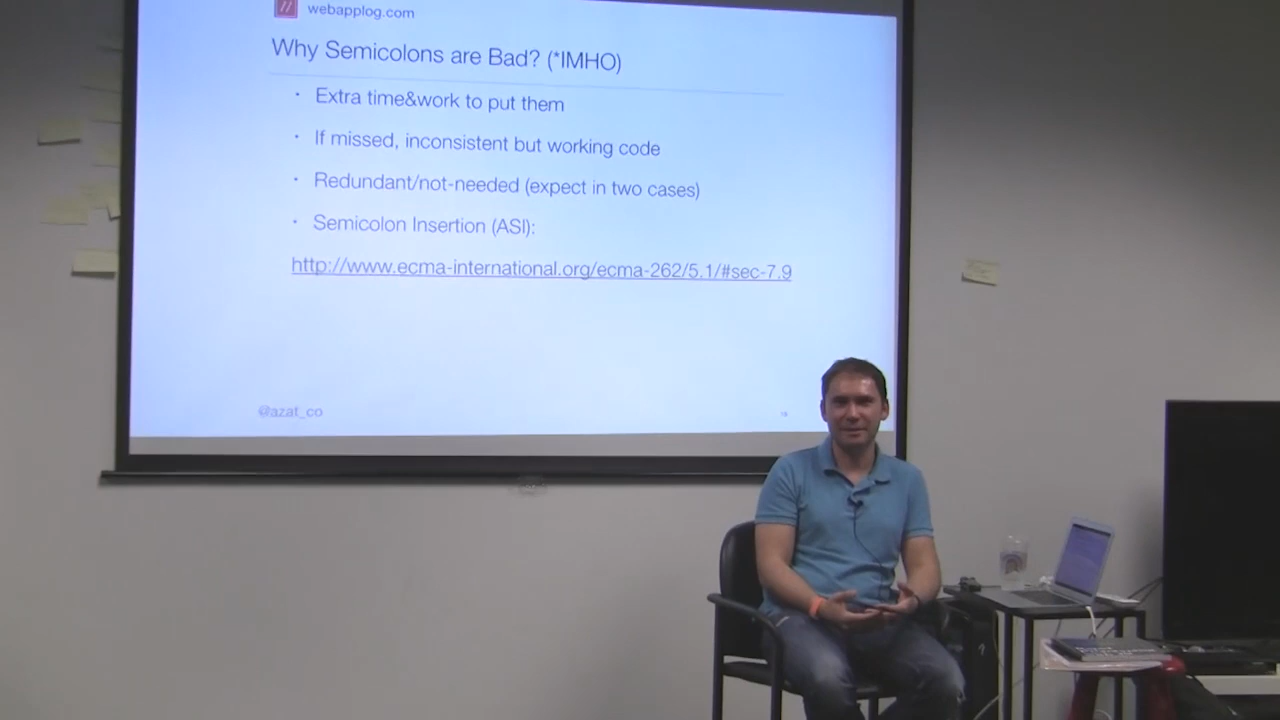 webapplog.com
Why Semicolons are Bad? (*IMHO)
· Extra time&work to put them
· If missed, inconsistent but working code
· Redundant/not-needed (expect in two cases)
· Semicolon Insertion (ASI):
http://www.ecma-international.org/ecma-262/5.1/#sec-7.9
@azat_co